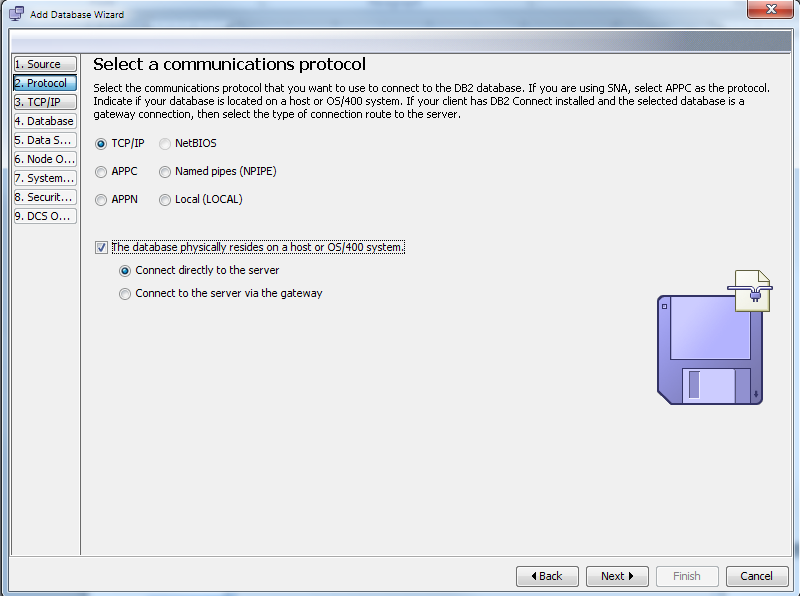 Add Database Wizard
1. Source
2. Protocol
3. TCP/IP
4. Database
5. Data S...
6. Node O...
7. System...
8. Securit...
9. DCS O...
Select a communications protocol
Select the communications protocol that you want to use to connect to the DB2 database. If you are using SNA, select APPC as the protocol.
Indicate if your database is located on a host or OS/400 system. If your client has DB2 Connect installed and the selected database is a
gateway connection, then select the type of connection route to the server.
TCP/IP NetBIOS
APPC Named pipes (NPIPE)
APPN Local (LOCAL)
The database physically resides on a host or OS/400 system.
Connect directly to the server
Connect to the server via the gateway
Back Next Finish Cancel